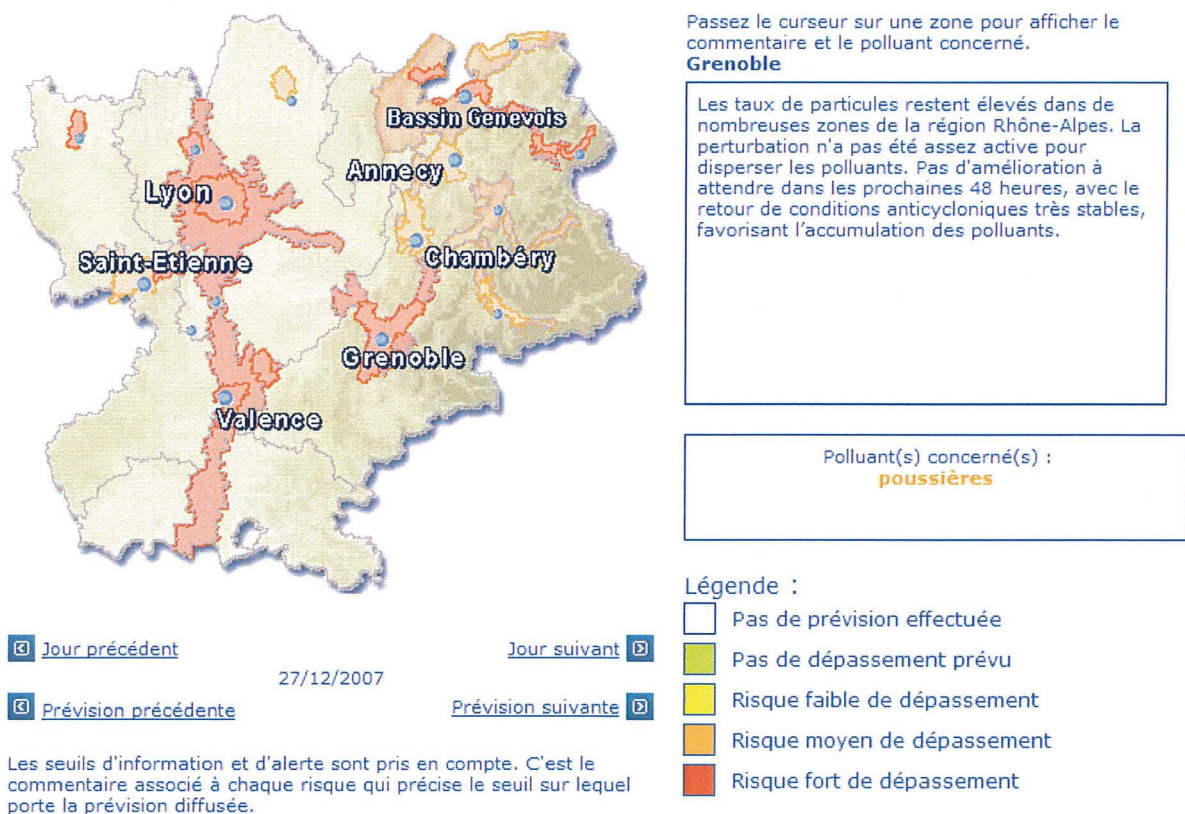 Passez le curseur sur une zone pour afficher le
commentaire et le polluant concerné.
Grenoble
Les taux de particules restent élevés dans de
nombreuses zones de la région Rhône-Alpes. La
perturbation n'a pas été assez active pour
disperser les polluants. Pas d'amélioration à
attendre dans les prochaines 48 heures, avec le
retour de conditions anticycloniques très stables,
favorisant l'accumulation des polluants.
Bassin Genevois
Annecy
Lyon
Chambéry
Saint-Etienne
Grenoble
Valence
Polluant(s) concerné(s) :
poussières
Légende :
Pas de prévision effectuée
Pas de dépassement prévu
Risque faible de dépassement
Risque moyen de dépassement
Risque fort de dépassement
Jour précédent
Jour suivant
27/12/2007
Prévision précédente
Prévision suivante
Les seuils d'information et d'alerte sont pris en compte. C'est le
commentaire associé à chaque risque qui précise le seuil sur lequel
porte la prévision diffusée.